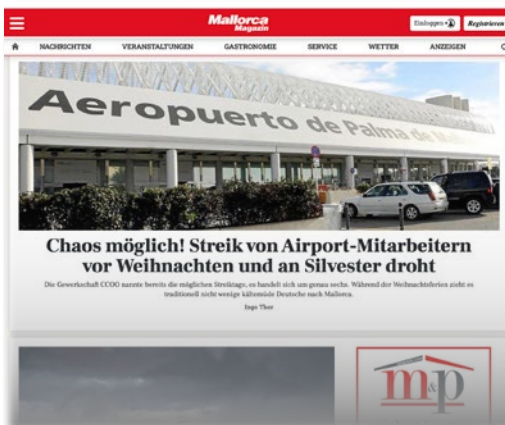 Mallorca
Magazin
Einloggen
Registrieren
NACHRICHTEN VERANSTALTUNGEN GASTRONOMIE SERVICE WETTER ANZEIGEN
Aeropuerto de Palma de
Chaos möglich! Streik von Airport-Mitarbeitern
vor Weihnachten und an Silvester droht
Die Gewerkschaft CCOO nannte bereits die möglichen Streiktage, es handelt sich um genau sechs. Während der Weihnachtsferien zieht es
traditionell nicht wenige kältemüde Deutsche nach Mallorca.
Ingo Thor
m&p